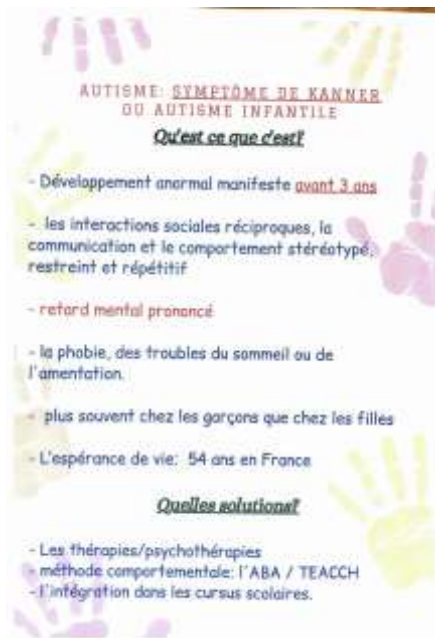 AUTISME: SYMPTÔME DE KANNER
OU AUTISME INFANTILE
Qu'est ce que c'est?
- Développement anormal manifeste avant 3 ans
- les interactions sociales réciproques, la
communication et le comportement stéréotypé,
restreint et répétitif
- retard mental prononcé
- la phobie, des troubles du sommeil ou de
l'amentation.
- plus souvent chez les garçons que chez les filles
- L'espérance de vie: 54 ans en France
Quelles solutions?
- Les thérapies/psychothérapies
- méthode comportementale: l'ABA / TEACCH
- l'intégration dans les cursus scolaires.